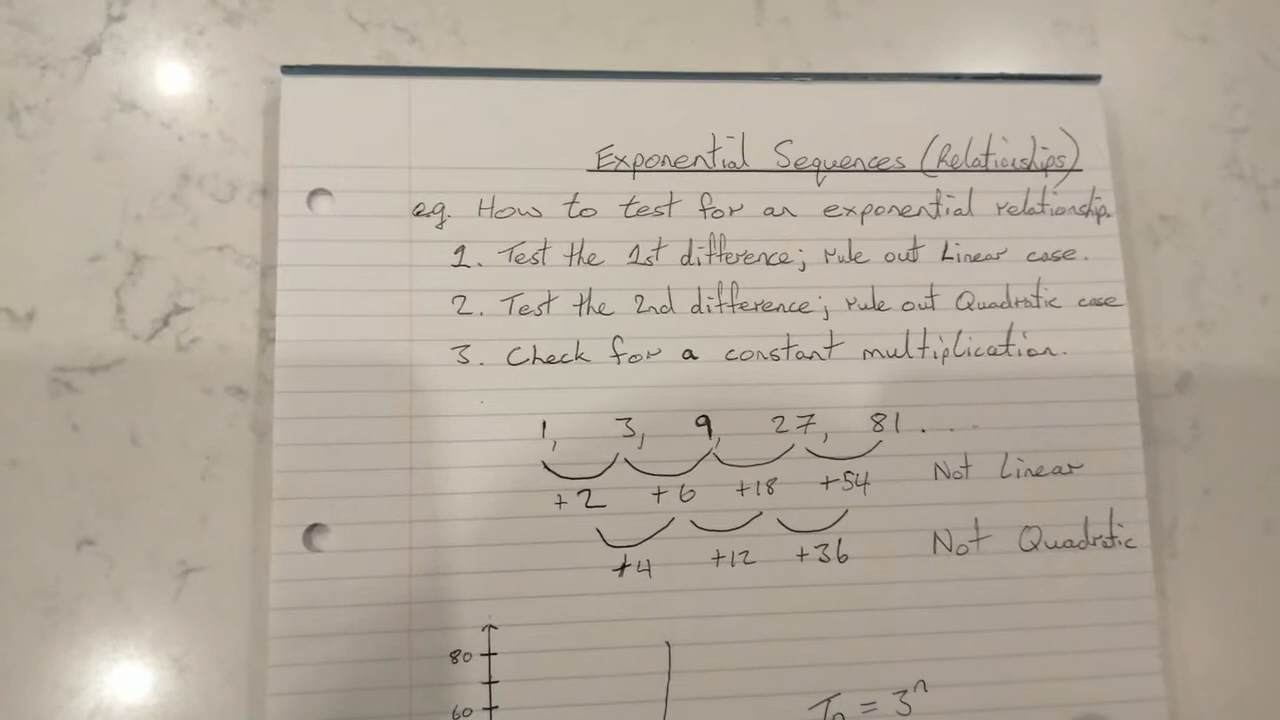 Exponential Sequences (Relationships)
e.g. How to test for an exponential relationship.
1. Test the 1st difference; rule out Linear case.
2. Test the 2nd difference; rule out Quadratic case
3. Check for a constant multiplication.
1, 3, 9, 27, 81 ....
+2 +6 +18 +54 Not Linear
+4 +12 +36 Not Quadratic
80
60
Tn = 3^n